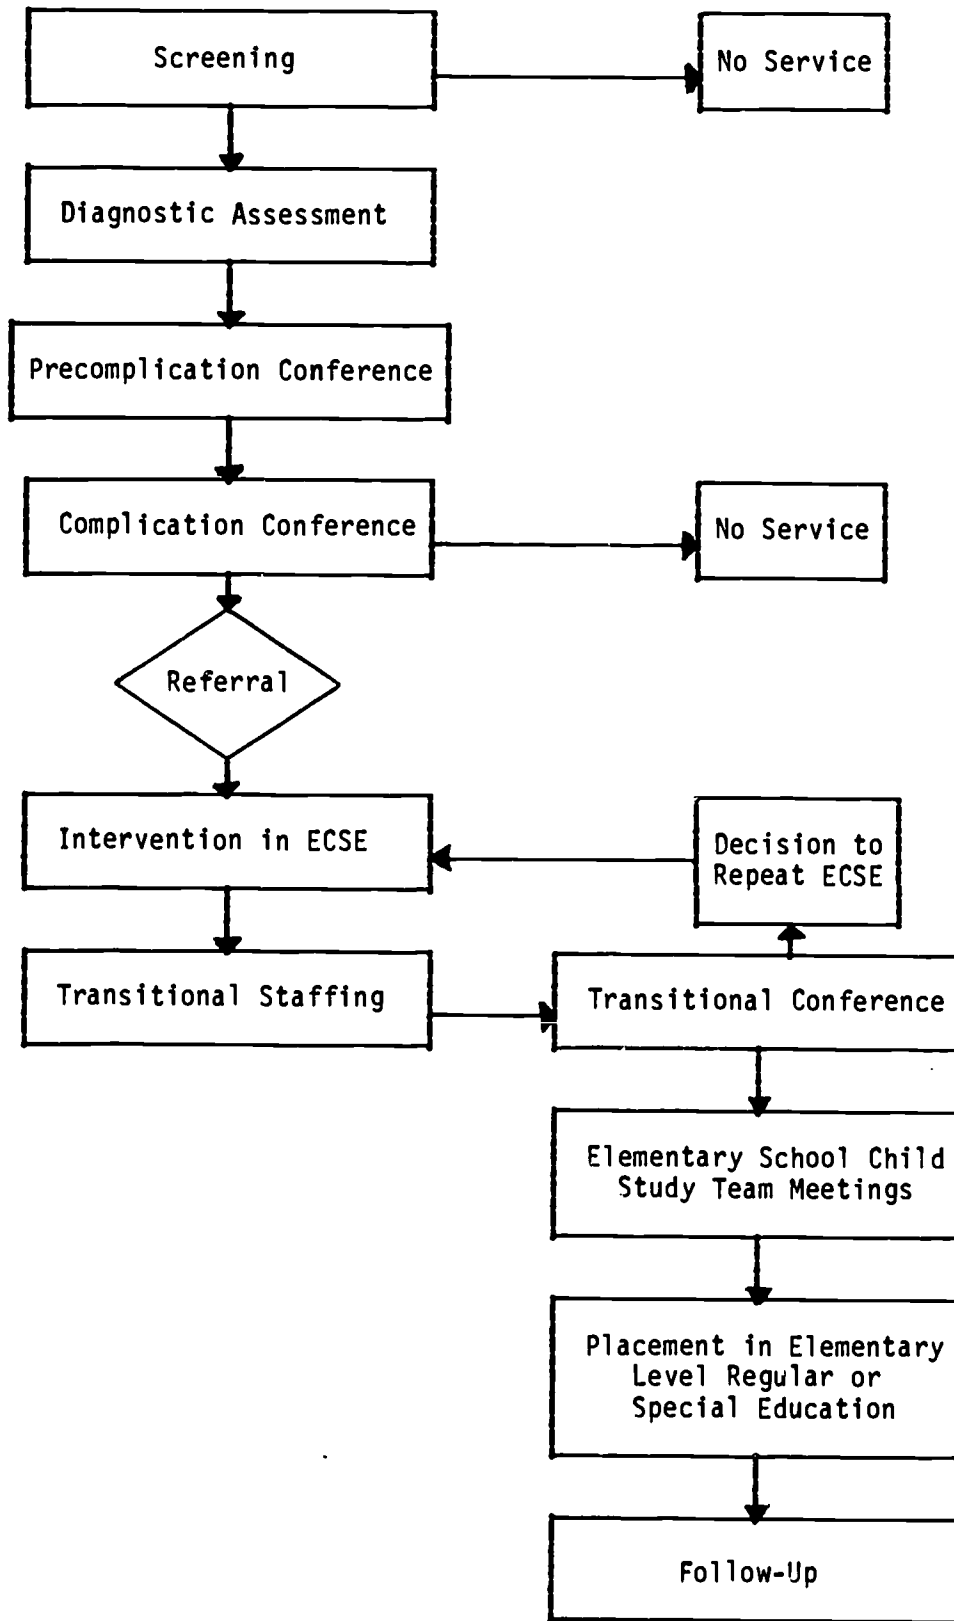 Screening
No Service
Diagnostic Assessment
Precomplication Conference
Complication Conference
No Service
Referral
Intervention in ECSE
Decision to
Repeat ECSE
Transitional Staffing
Transitional Conference
Elementary School Child
Study Team Meetings
Placement in Elementary
Level Regular or
Special Education
Follow-Up